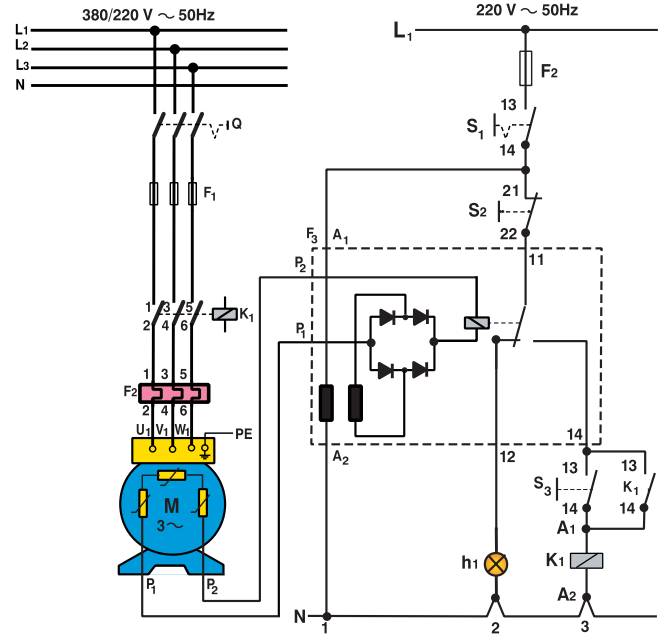 380/220 V ~ 50Hz
L1
L2
L3
N
Q
F1
1 3 5
2 4 6
K1
1 3 5
F2
2 4 6
U1 V1 W1
PE
M
3~
P1
P2
220 V ~ 50Hz
L1
F2
13
S1
14
21
S2
22
F3 A1
11
P2
P1
A2
12
14
13
S3
14
13
K1
14
A1
h1
K1
A2
N
1
2
3